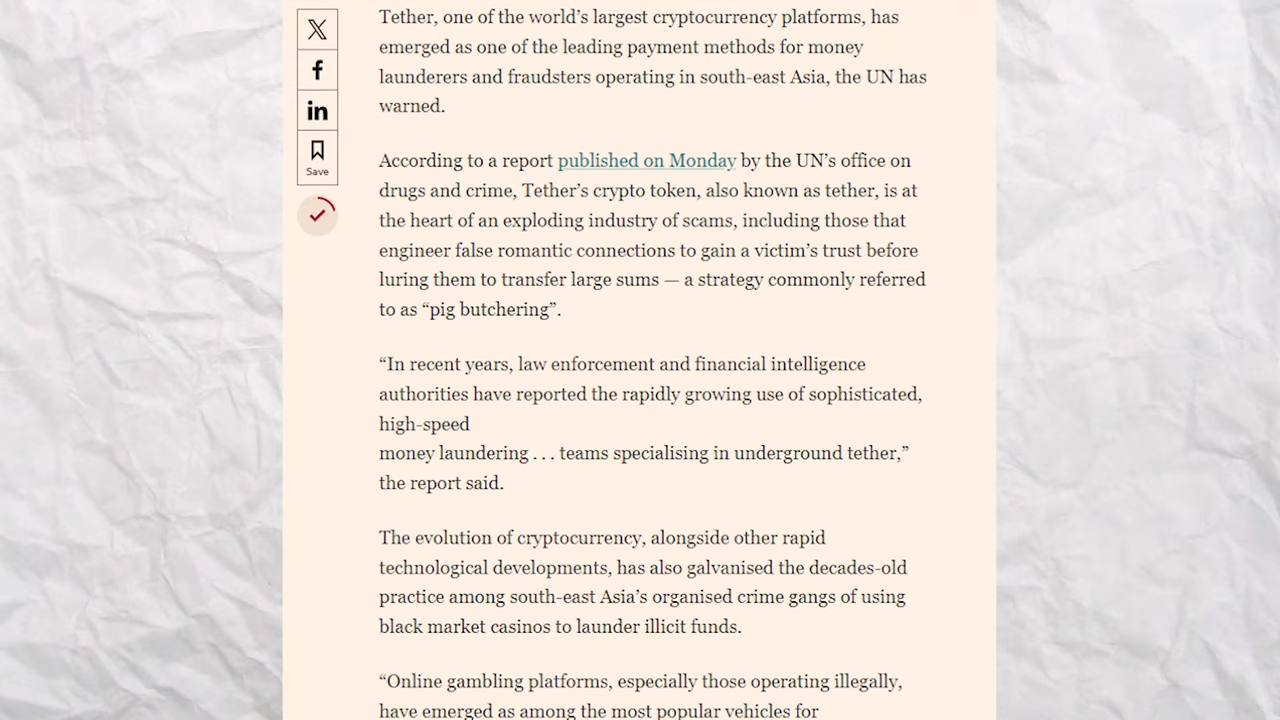 Tether, one of the world’s largest cryptocurrency platforms, has
emerged as one of the leading payment methods for money
launderers and fraudsters operating in south-east Asia, the UN has
warned.
Save
According to a report published on Monday by the UN’s office on
drugs and crime, Tether’s crypto token, also known as tether, is at
the heart of an exploding industry of scams, including those that
engineer false romantic connections to gain a victim’s trust before
luring them to transfer large sums — a strategy commonly referred
to as “pig butchering”.
“In recent years, law enforcement and financial intelligence
authorities have reported the rapidly growing use of sophisticated,
high-speed
money laundering . . . teams specialising in underground tether,”
the report said.
The evolution of cryptocurrency, alongside other rapid
technological developments, has also galvanised the decades-old
practice among south-east Asia’s organised crime gangs of using
black market casinos to launder illicit funds.
“Online gambling platforms, especially those operating illegally,
have emerged as among the most popular vehicles for